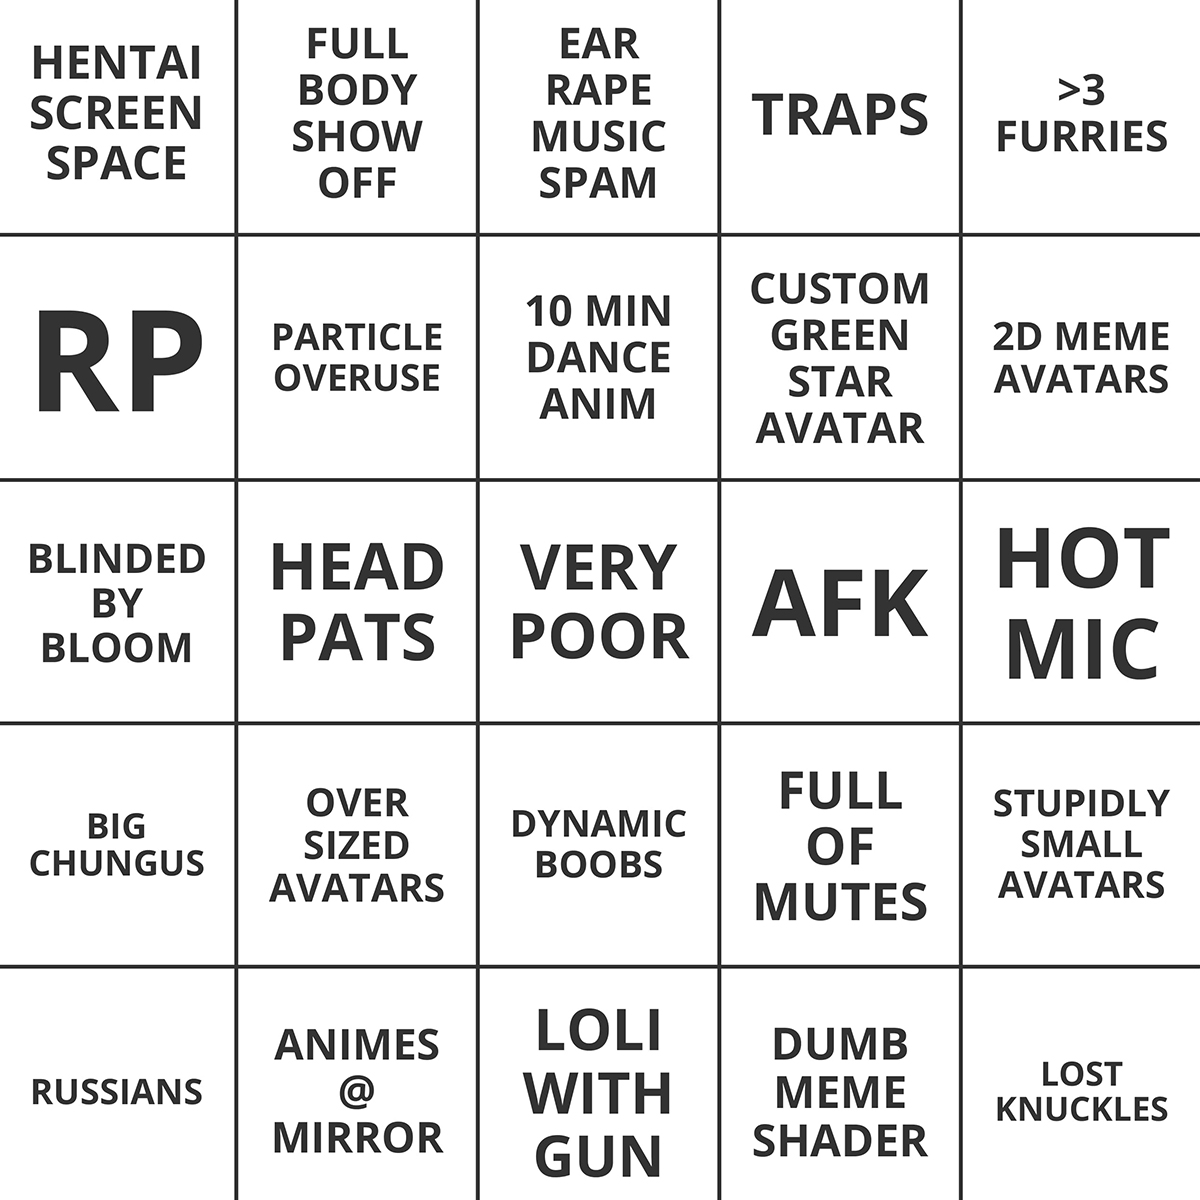 HENTAI
SCREEN
SPACE
FULL
BODY
SHOW
OFF
EAR
RAPE
MUSIC
SPAM
TRAPS
>3
FURRIES
RP
PARTICLE
OVERUSE
10 MIN
DANCE
ANIM
CUSTOM
GREEN
STAR
AVATAR
2D MEME
AVATARS
BLINDED
BY
BLOOM
HEAD
PATS
VERY
POOR
AFK
HOT
MIC
BIG
CHUNGUS
OVER
SIZED
AVATARS
DYNAMIC
BOOBS
FULL
OF
MUTES
STUPIDLY
SMALL
AVATARS
RUSSIANS
ANIMES
@
MIRROR
LOLI
WITH
GUN
DUMB
MEME
SHADER
LOST
KNUCKLES